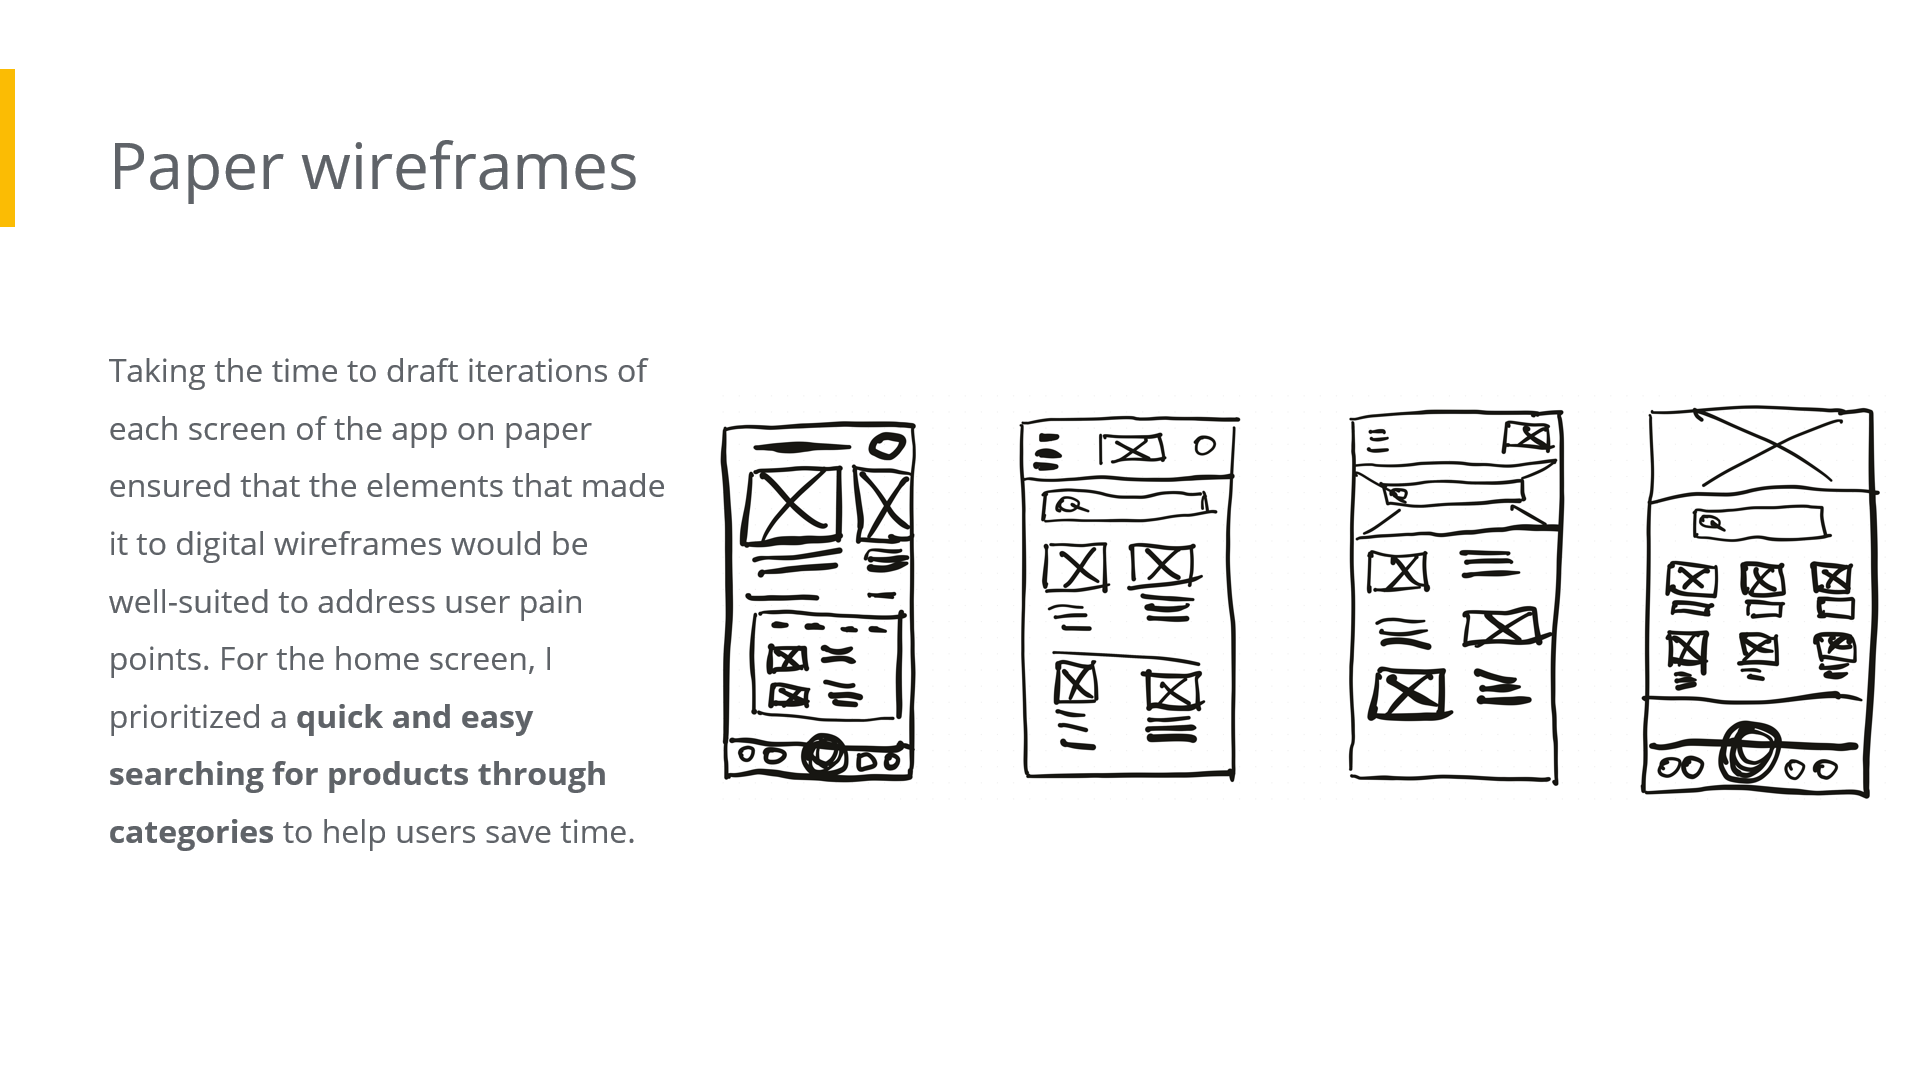 Paper wireframes
Taking the time to draft iterations of
each screen of the app on paper
ensured that the elements that made
it to digital wireframes would be
well-suited to address user pain
points. For the home screen, I
prioritized a quick and easy
searching for products through
categories to help users save time.